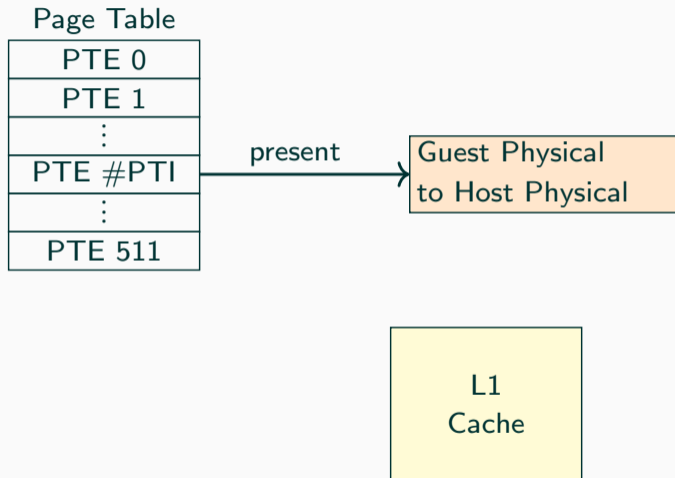 Page Table
PTE 0
PTE 1
⋮
PTE #PTI
⋮
PTE 511
present
Guest Physical
to Host Physical
L1
Cache